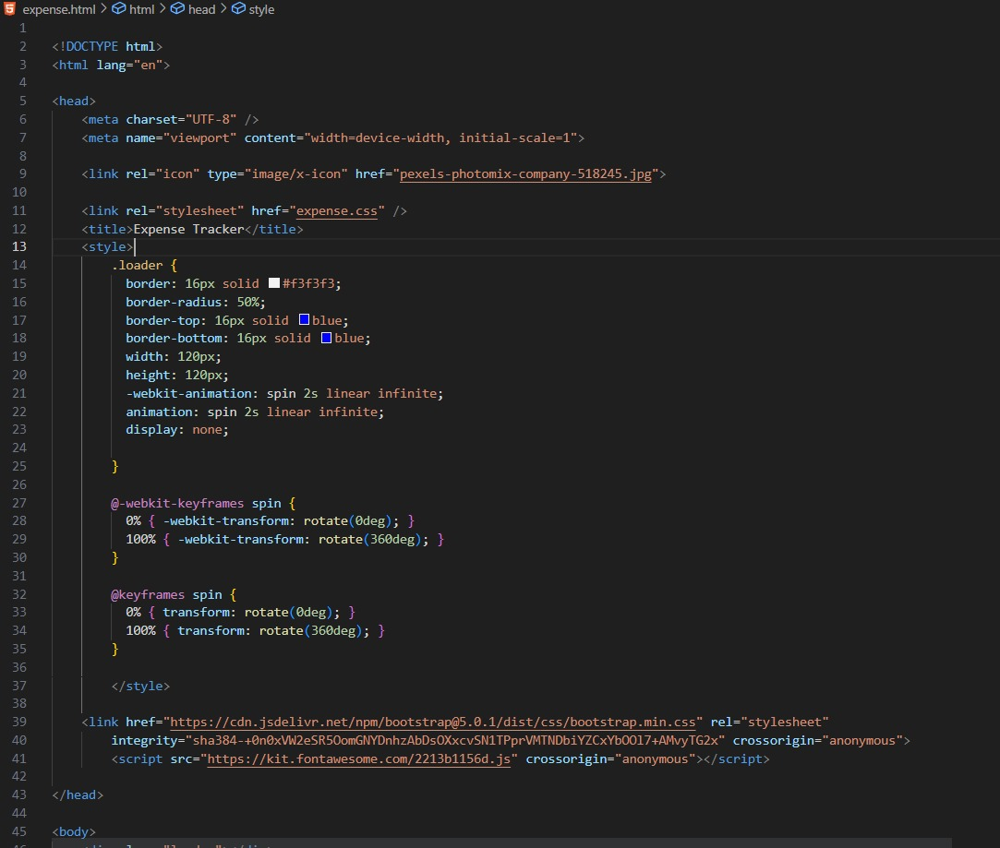 expense.html > html > head > style
1
2 <!DOCTYPE html>
3 <html lang="en">
4
5 <head>
6 <meta charset="UTF-8" />
7 <meta name="viewport" content="width=device-width, initial-scale=1">
8
9 <link rel="icon" type="image/x-icon" href="pexels-photomix-company-518245.jpg">
10
11 <link rel="stylesheet" href="expense.css" />
12 <title>Expense Tracker</title>
13 <style>
14 .loader {
15 border: 16px solid #f3f3f3;
16 border-radius: 50%;
17 border-top: 16px solid blue;
18 border-bottom: 16px solid blue;
19 width: 120px;
20 height: 120px;
21 -webkit-animation: spin 2s linear infinite;
22 animation: spin 2s linear infinite;
23 display: none;
24
25 }
26
27 @-webkit-keyframes spin {
28 0% { -webkit-transform: rotate(0deg); }
29 100% { -webkit-transform: rotate(360deg); }
30 }
31
32 @keyframes spin {
33 0% { transform: rotate(0deg); }
34 100% { transform: rotate(360deg); }
35 }
36
37 </style>
38
39 <link href="https://cdn.jsdelivr.net/npm/bootstrap@5.0.1/dist/css/bootstrap.min.css" rel="stylesheet"
40 integrity="sha384-+0n0xVW2eSR5OomGNYDnhzAbDsOXxcvSN1TPprVMTNDbiYZCxYbOOl7+AMvyTG2x" crossorigin="anonymous">
41 <script src="https://kit.fontawesome.com/2213b1156d.js" crossorigin="anonymous"></script>
42
43 </head>
44
45 <body>